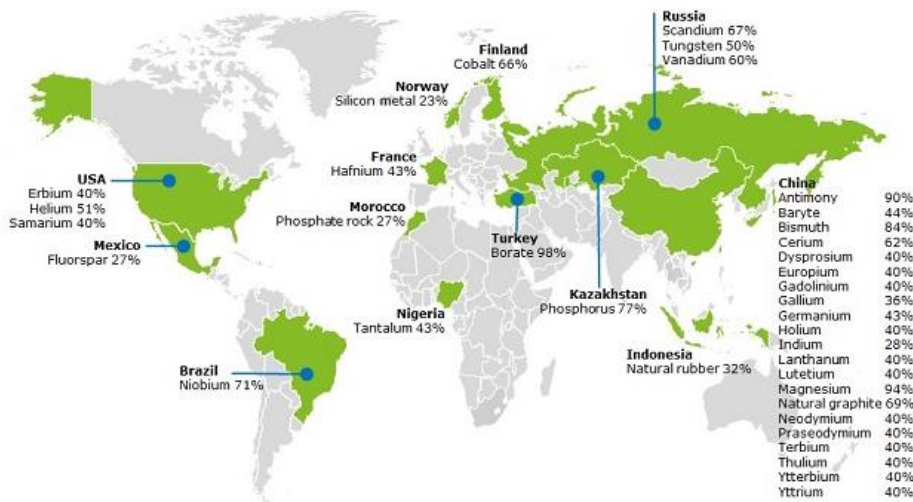 Russia
Scandium 67%
Tungsten 50%
Vanadium 60%
Finland
Cobalt 66%
Norway
Silicon metal 23%
France
Hafnium 43%
USA
Erbium 40%
Helium 51%
Samarium 40%
Morocco
Phosphate rock 27%
Mexico
Fluorspar 27%
Turkey
Borate 98%
Kazakhstan
Phosphorus 77%
Nigeria
Tantalum 43%
Brazil
Niobium 71%
Indonesia
Natural rubber 32%
China
Antimony 90%
Baryte 44%
Bismuth 84%
Cerium 62%
Dysprosium 40%
Europium 40%
Gadolinium 40%
Gallium 36%
Germanium 43%
Holium 40%
Indium 28%
Lanthanum 40%
Lutetium 40%
Magnesium 94%
Natural graphite 69%
Neodymium 40%
Praseodymium 40%
Terbium 40%
Thulium 40%
Ytterbium 40%
Yttrium 40%